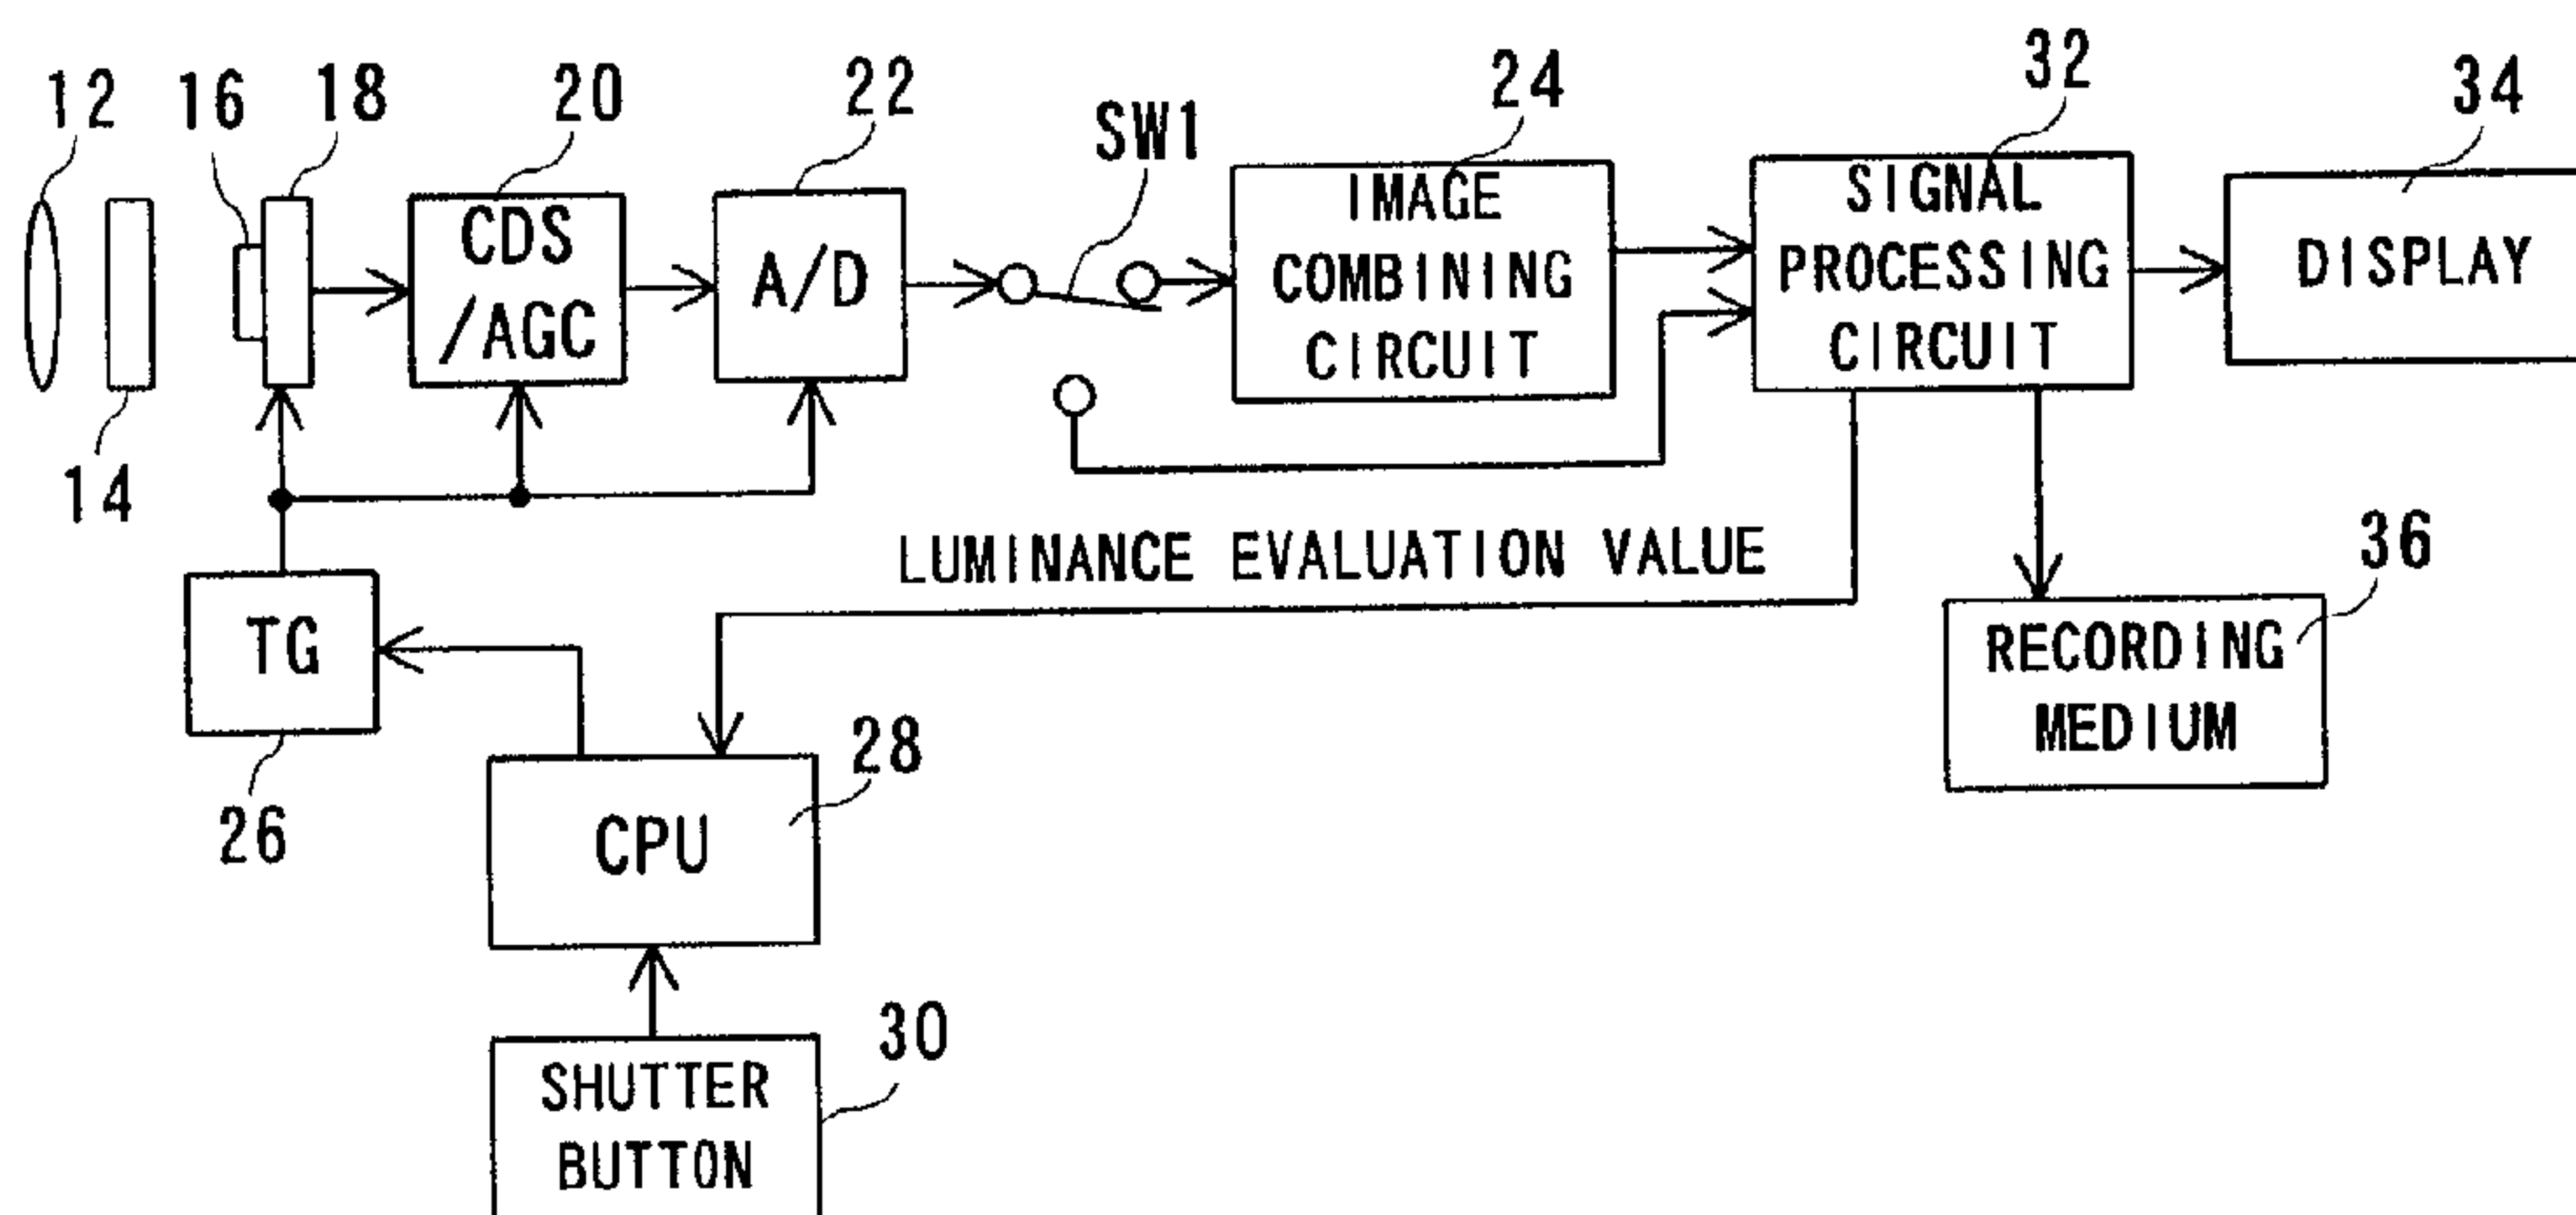 12
16
18
20
22
SW1
24
32
34
CDS
/AGC
A/D
IMAGE
COMBINING
CIRCUIT
SIGNAL
PROCESSING
CIRCUIT
DISPLAY
14
LUMINANCE EVALUATION VALUE
36
TG
RECORDING
MEDIUM
26
28
CPU
30
SHUTTER
BUTTON